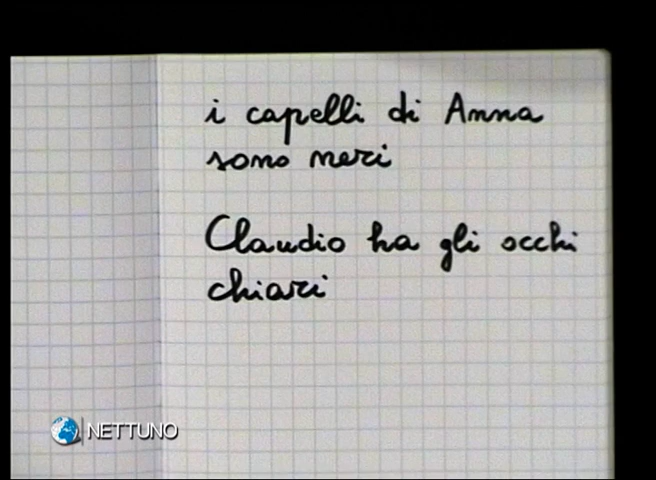 i capelli di Anna
sono neri
Claudio ha gli occhi
chiari
NETTUNO